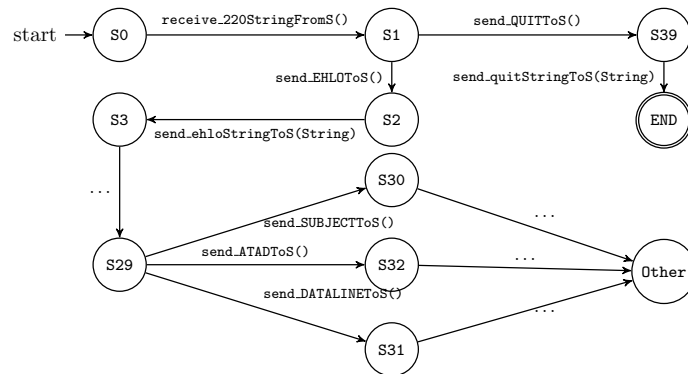 start
S0
receive_220StringFromS()
S1
send_QUITToS()
S39
send_EHLOToS()
send_quitStringToS(String)
S3
send_ehloStringToS(String)
S2
END
...
S30
send_SUBJECTToS()
...
S29
send_ATADToS()
S32
...
Other
send_DATALINEToS()
...
S31